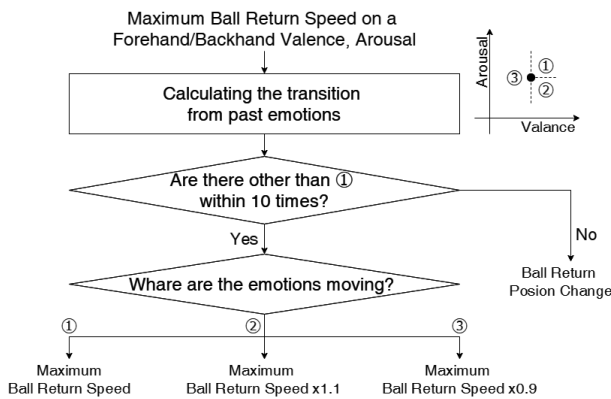 Maximum Ball Return Speed on a
Forehand/Backhand Valence, Arousal
Calculating the transition
from past emotions
Are there other than ①
within 10 times?
Yes
No
Ball Return
Posion Change
Whare are the emotions moving?
①
②
③
Maximum
Ball Return Speed
Maximum
Ball Return Speed x1.1
Maximum
Ball Return Speed x0.9
Arousal
③
①
②
Valance